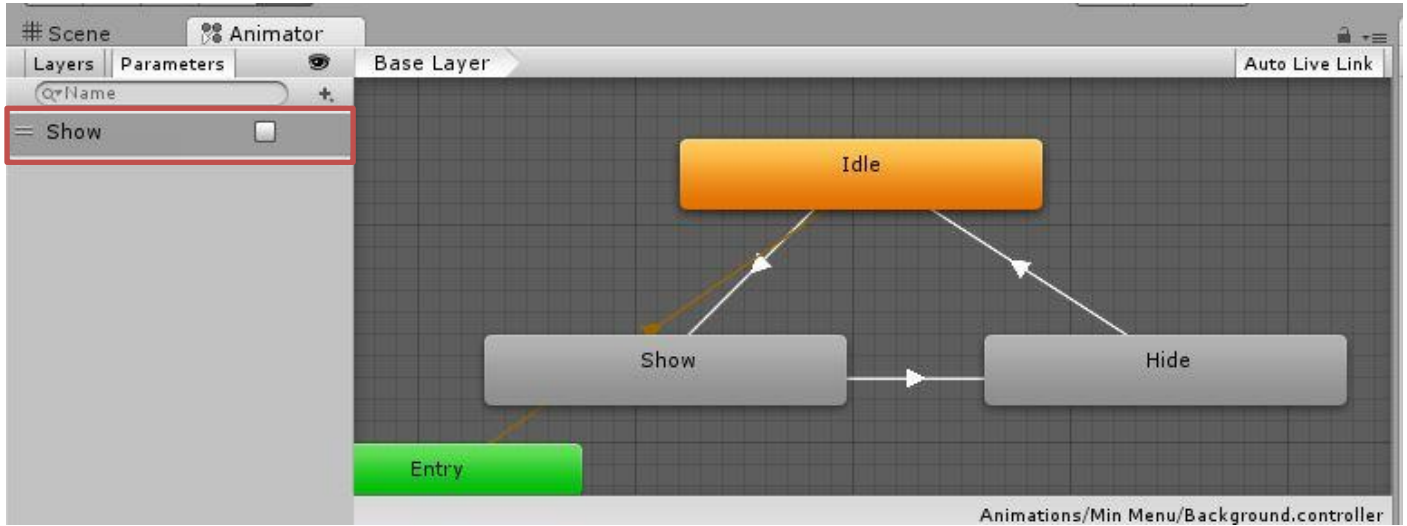 Scene
Animator
Layers
Parameters
Base Layer
Auto Live Link
Name
Show
Idle
Show
Hide
Entry
Animations/Min Menu/Background.controller